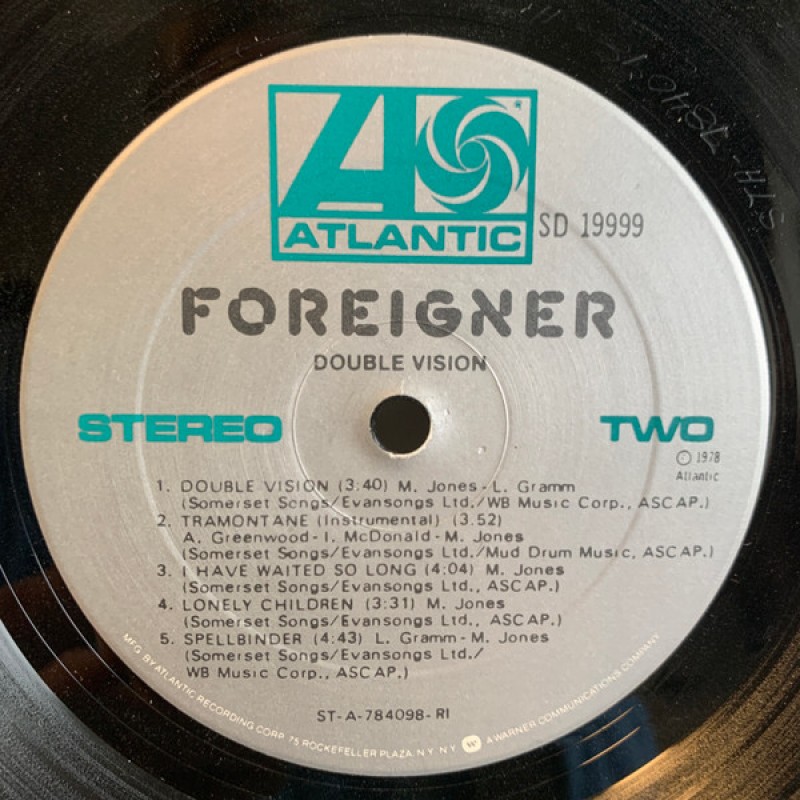 ATLANTIC
SD 19999
FOREIGNER
DOUBLE VISION
STEREO
TWO
Ⓟ 1978
Atlantic
1. DOUBLE VISION (3:40) M. Jones-L. Gramm
(Somerset Songs/Evansongs Ltd./WB Music Corp., ASCAP.)
2. TRAMONTANE (Instrumental) (3.52)
A. Greenwood-I. McDonald-M. Jones
(Somerset Songs/Evansongs Ltd./Mud Drum Music, ASCAP.)
3. I HAVE WAITED SO LONG (4:04) M. Jones
(Somerset Songs/Evansongs Ltd., ASCAP.)
4. LONELY CHILDREN (3:31) M. Jones
(Somerset Songs/Evansongs Ltd., ASCAP.)
5. SPELLBINDER (4:43) L. Gramm-M. Jones
(Somerset Songs/Evansongs Ltd./
WB Music Corp., ASCAP.)
ST-A-784098-RI
MFG. BY ATLANTIC RECORDING CORP. 75 ROCKEFELLER PLAZA. N.Y. N.Y. A WARNER COMMUNICATIONS COMPANY